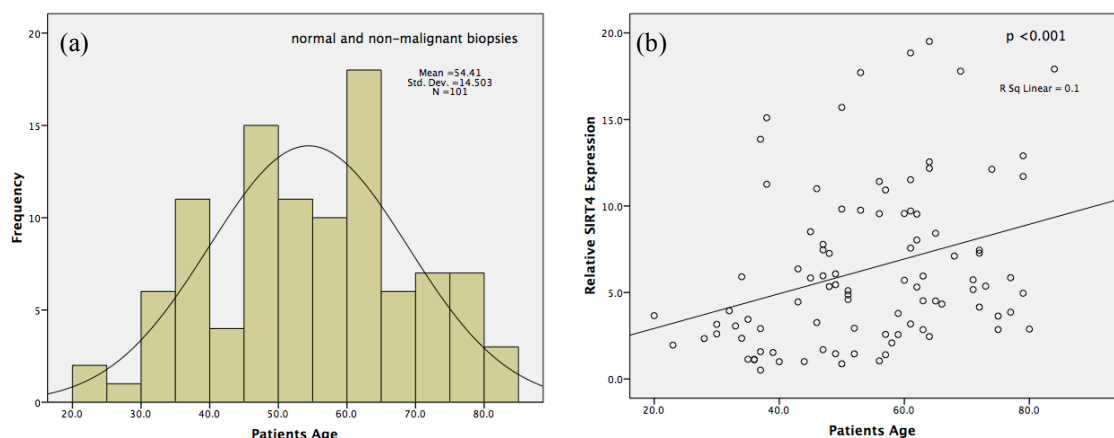 (a)
normal and non-malignant biopsies
Mean =54.41
Std. Dev. =14.503
N =101
Frequency
20
15
10
5
0
20.0 30.0 40.0 50.0 60.0 70.0 80.0
Patients Age
(b)
p <0.001
R Sq Linear = 0.1
Relative SIRT4 Expression
20.0
15.0
10.0
5.0
0.0
20.0 40.0 60.0 80.0
Patients Age